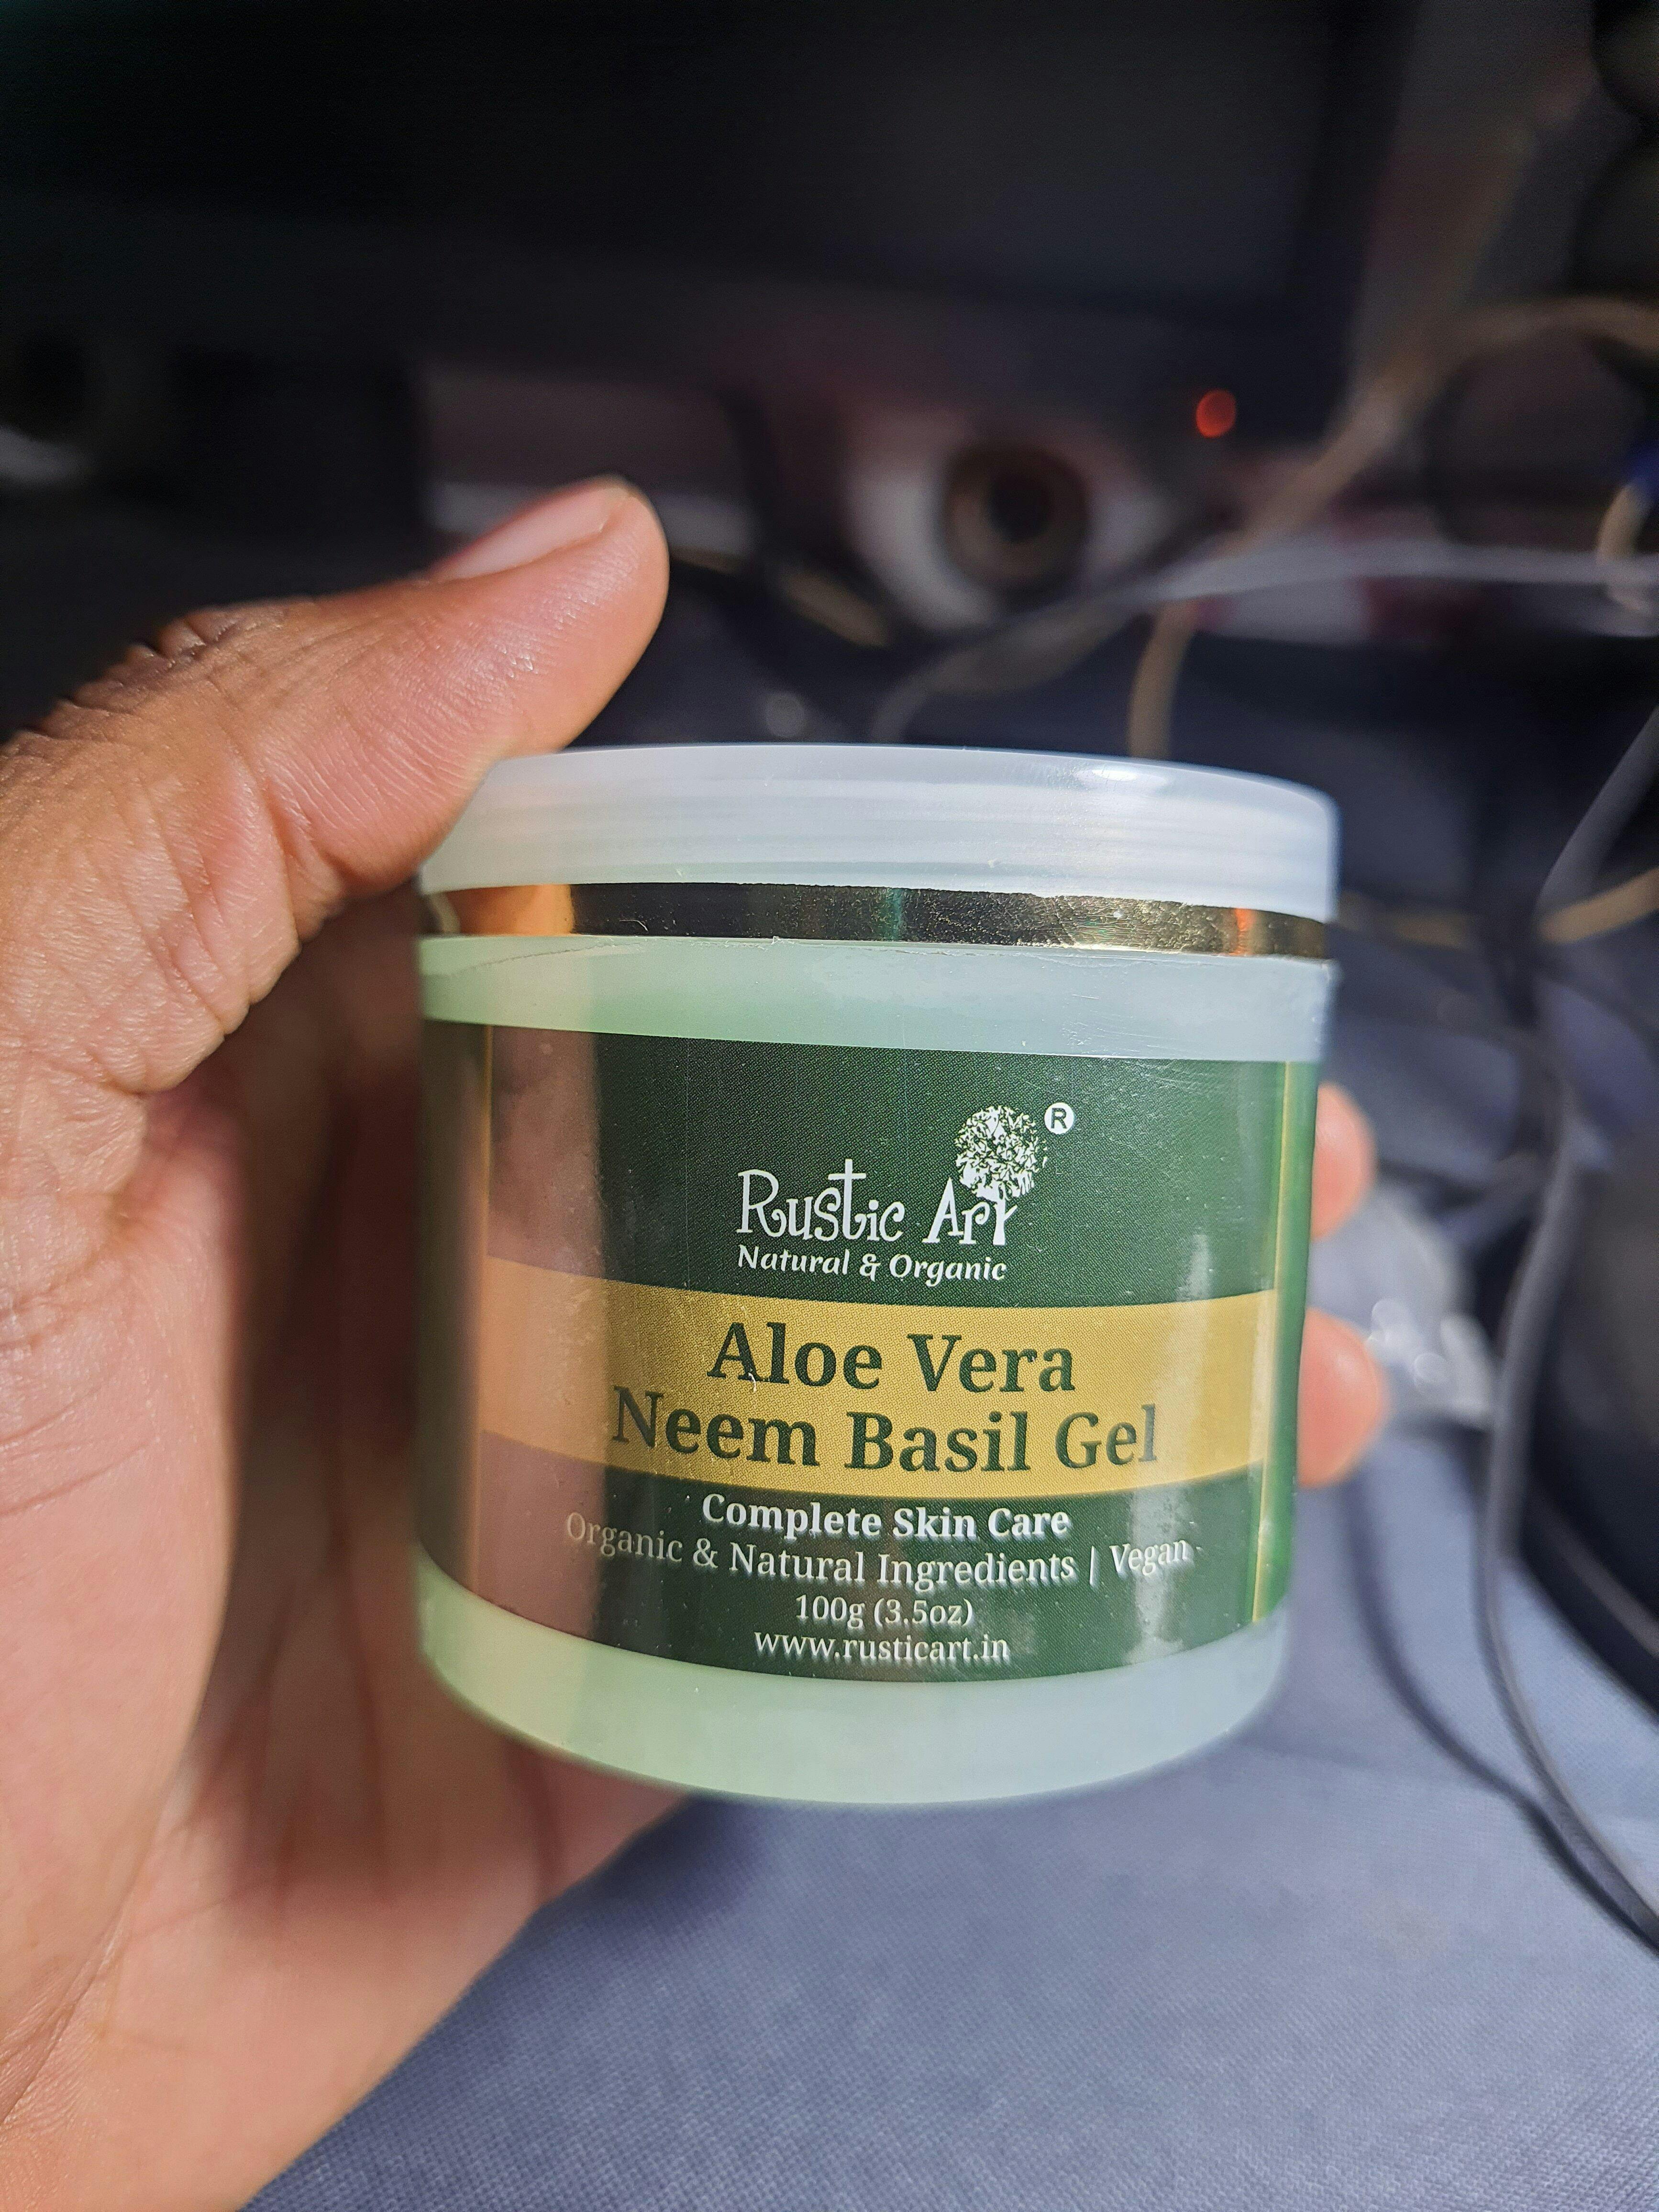 Rustic Art ®
Natural & Organic
Aloe Vera
Neem Basil Gel
Complete Skin Care
Organic & Natural Ingredients | Vegan
100g (3.5oz)
www.rusticart.in